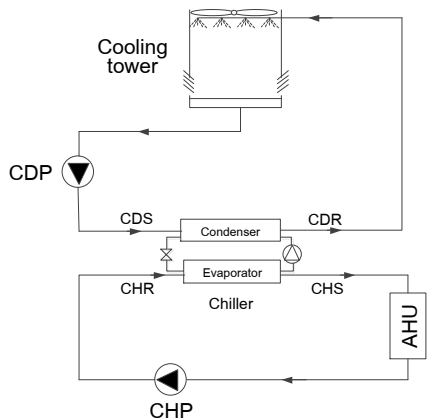 Cooling
tower
CDP
CDS
Condenser
CDR
CHR
Evaporator
CHS
Chiller
AHU
CHP